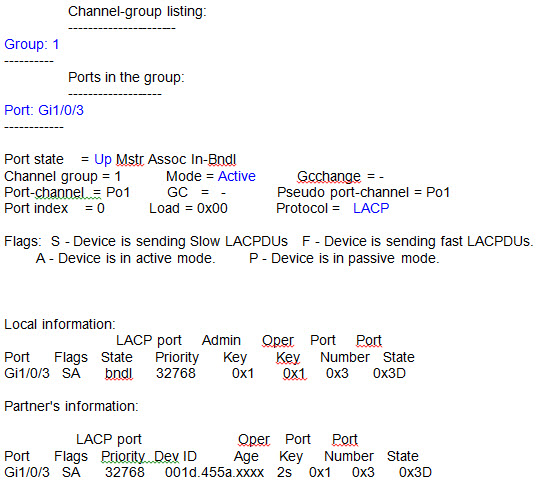 Channel-group listing:
----------------------
Group: 1
----------
Ports in the group:
-------------------
Port: Gi1/0/3
------------
Port state = Up Mstr Assoc In-Bndl
Channel group = 1 Mode = Active Gcchange = -
Port-channel = Po1 GC = - Pseudo port-channel = Po1
Port index = 0 Load = 0x00 Protocol = LACP
Flags: S - Device is sending Slow LACPDUs F - Device is sending fast LACPDUs.
A - Device is in active mode. P - Device is in passive mode.
Local information:
LACP port Admin Oper Port Port
Port Flags State Priority Key Key Number State
Gi1/0/3 SA bndl 32768 0x1 0x1 0x3 0x3D
Partner's information:
LACP port Oper Port Port
Port Flags Priority Dev ID Age Key Number State
Gi1/0/3 SA 32768 001d.455a.xxxx 2s 0x1 0x3 0x3D